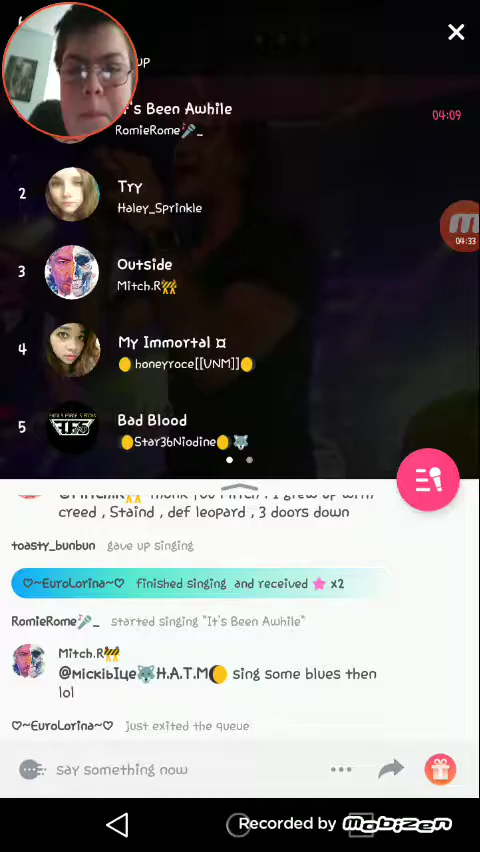 UP
It's Been Awhile
04:09
RomieRome🎤_
2
Try
Haley_Sprinkle
04:33
3
Outside
Mitch.R🚧
4
My Immortal ¤
🌕honeyroce[[UNM]]🌕
5
Bad Blood
🌕Star36Niodine🌕🐺
creed , Staind , def leopard , 3 doors down
toasty_bunbun gave up singing
♡~EuroLorina~♡ finished singing and received ★ x2
RomieRome🎤_ started singing "It's Been Awhile"
Mitch.R🚧
@мιcкιbIцe🐺H.A.T.M🌔 sing some blues then
lol
♡~EuroLorina~♡ just exited the queue
say something now
Recorded by Mobizen